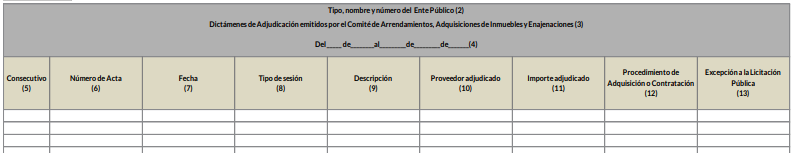 Tipo, nombre y número del Ente Público (2)
Dictámenes de Adjudicación emitidos por el Comité de Arrendamientos, Adquisiciones de Inmuebles y Enajenaciones (3)
Del____ de______al_______de_______de_____(4)
Consecutivo (5)
Número de Acta (6)
Fecha (7)
Tipo de sesión (8)
Descripción (9)
Proveedor adjudicado (10)
Importe adjudicado (11)
Procedimiento de Adquisición o Contratación (12)
Excepción a la Licitación Pública (13)